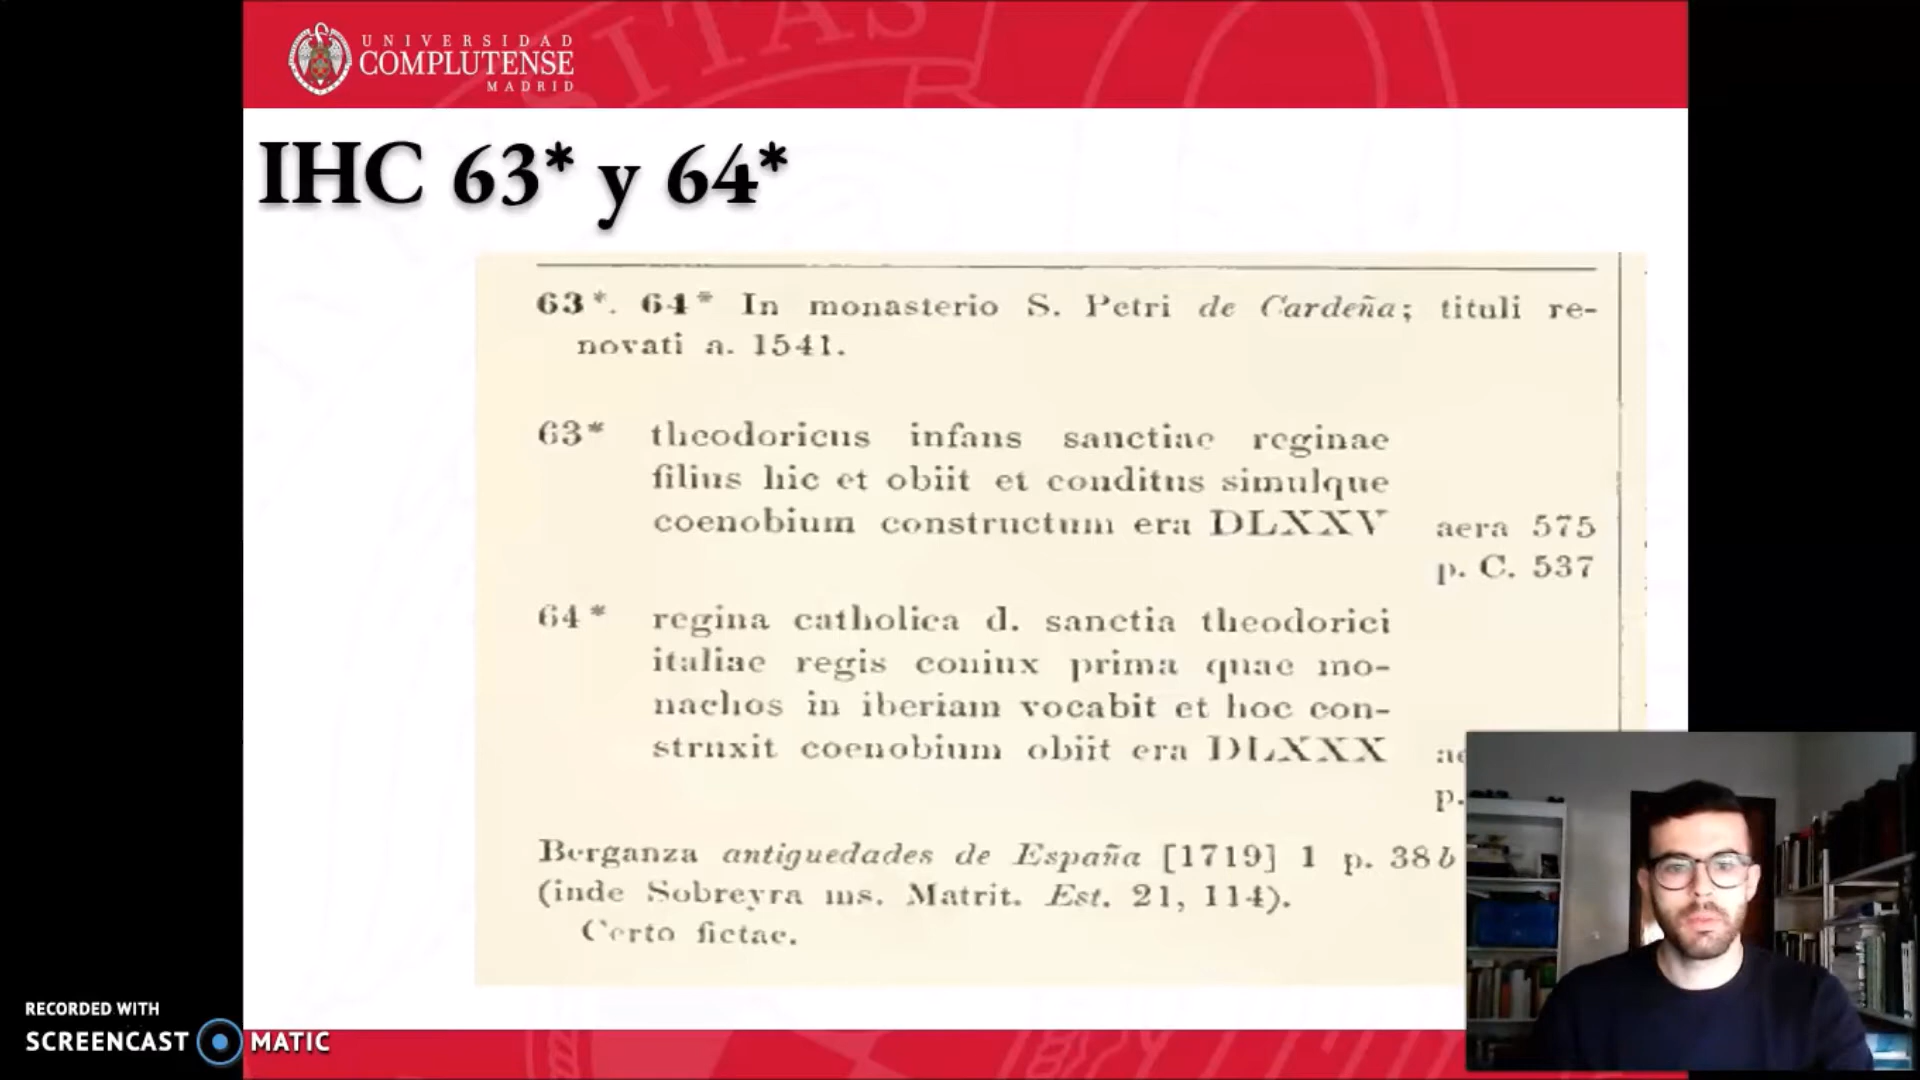 UNIVERSIDAD
COMPLUTENSE
MADRID
IHC 63* y 64*
63*. 64* In monasterio S. Petri de Cardeña; tituli re-
novati a. 1541.
63* theodoricus infans sanctiae reginae
filius hic et obiit et conditus simulque
coenobium constructum era DLXXV aera 575
p. C. 537
64* regina catholica d. sanctia theodorici
italiae regis coniux prima quae mo-
nachos in iberiam vocabit et hoc con-
struxit coenobium obiit era DLXXX
p.
Berganza antiguedades de España [1719] 1 p. 38b
(inde Sobreyra ms. Matrit. Est. 21, 114).
Certo fictae.
RECORDED WITH
SCREENCAST MATIC